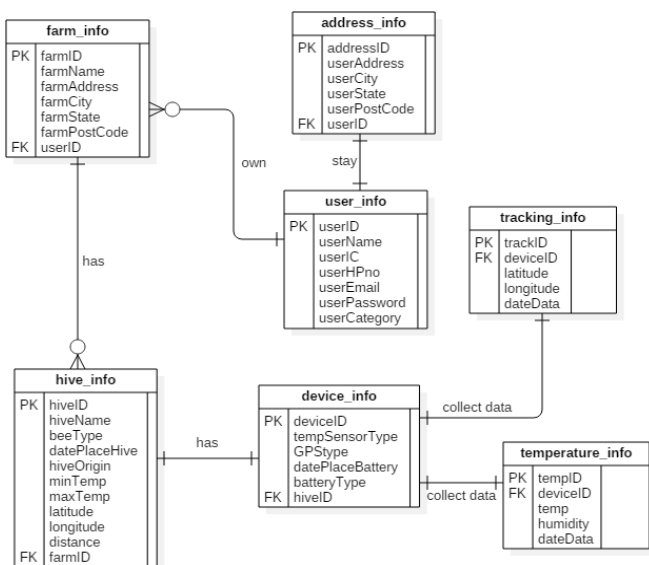 farm_info
PK farmID
farmName
farmAddress
farmCity
farmState
farmPostCode
FK userID
address_info
PK addressID
userAddress
userCity
userState
userPostCode
FK userID
own
stay
user_info
PK userID
userName
userIC
userHPno
userEmail
userPassword
userCategory
has
tracking_info
PK trackID
FK deviceID
latitude
longitude
dateData
hive_info
PK hiveID
hiveName
beeType
datePlaceHive
hiveOrigin
minTemp
maxTemp
latitude
longitude
distance
FK farmID
has
device_info
PK deviceID
tempSensorType
GPStype
datePlaceBattery
batteryType
FK hiveID
collect data
collect data
temperature_info
PK tempID
FK deviceID
temp
humidity
dateData